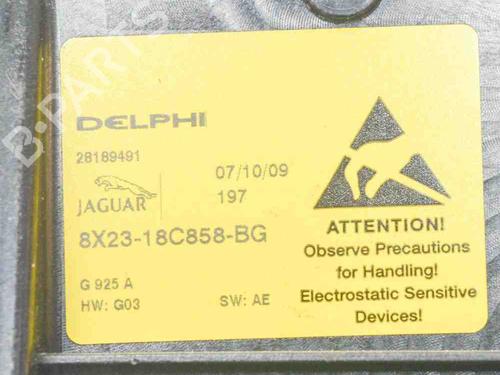 B-PARTS
DELPHI
28189491
07/10/09
197
JAGUAR
8X23-18C858-BG
G 925 A
HW: G03
SW: AE
ATTENTION!
Observe Precautions
for Handling!
Electrostatic Sensitive
Devices!